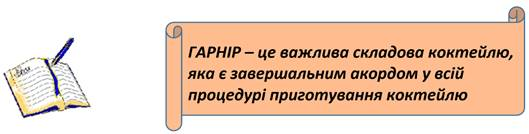 ГАРНІР – це важлива складова коктейлю,
яка є завершальним акордом у всій
процедурі приготування коктейлю